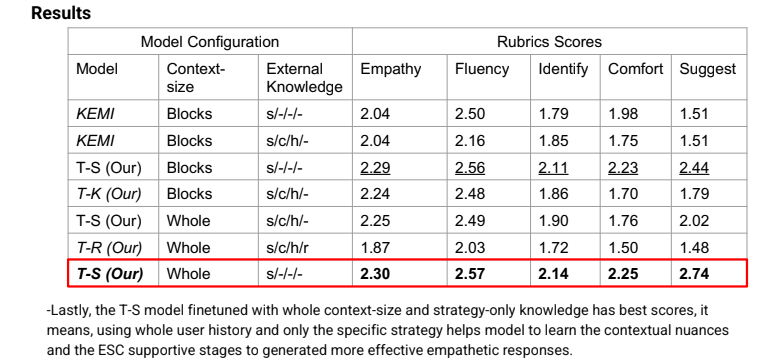 Results
Model Configuration Rubrics Scores
Model Context-size External Knowledge Empathy Fluency Identify Comfort Suggest
KEMI Blocks s/-/-/- 2.04 2.50 1.79 1.98 1.51
KEMI Blocks s/c/h/- 2.04 2.16 1.85 1.75 1.51
T-S (Our) Blocks s/-/-/- 2.29 2.56 2.11 2.23 2.44
T-K (Our) Blocks s/c/h/- 2.24 2.48 1.86 1.70 1.79
T-S (Our) Whole s/c/h/- 2.25 2.49 1.90 1.76 2.02
T-R (Our) Whole s/c/h/r 1.87 2.03 1.72 1.50 1.48
T-S (Our) Whole s/-/-/- 2.30 2.57 2.14 2.25 2.74
-Lastly, the T-S model finetuned with whole context-size and strategy-only knowledge has best scores, it
means, using whole user history and only the specific strategy helps model to learn the contextual nuances
and the ESC supportive stages to generated more effective empathetic responses.